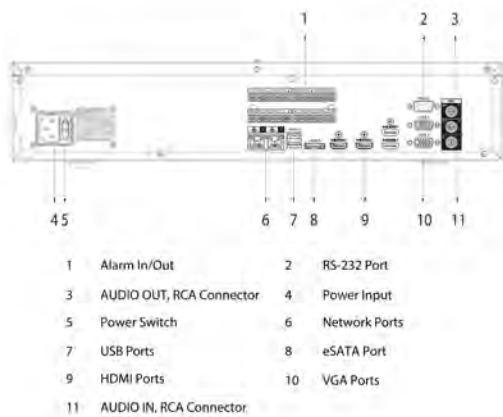 1 2 3
4 5 6 7 8 9 10 11
1 Alarm In/Out 2 RS-232 Port
3 AUDIO OUT, RCA Connector 4 Power Input
5 Power Switch 6 Network Ports
7 USB Ports 8 eSATA Port
9 HDMI Ports 10 VGA Ports
11 AUDIO IN, RCA Connector